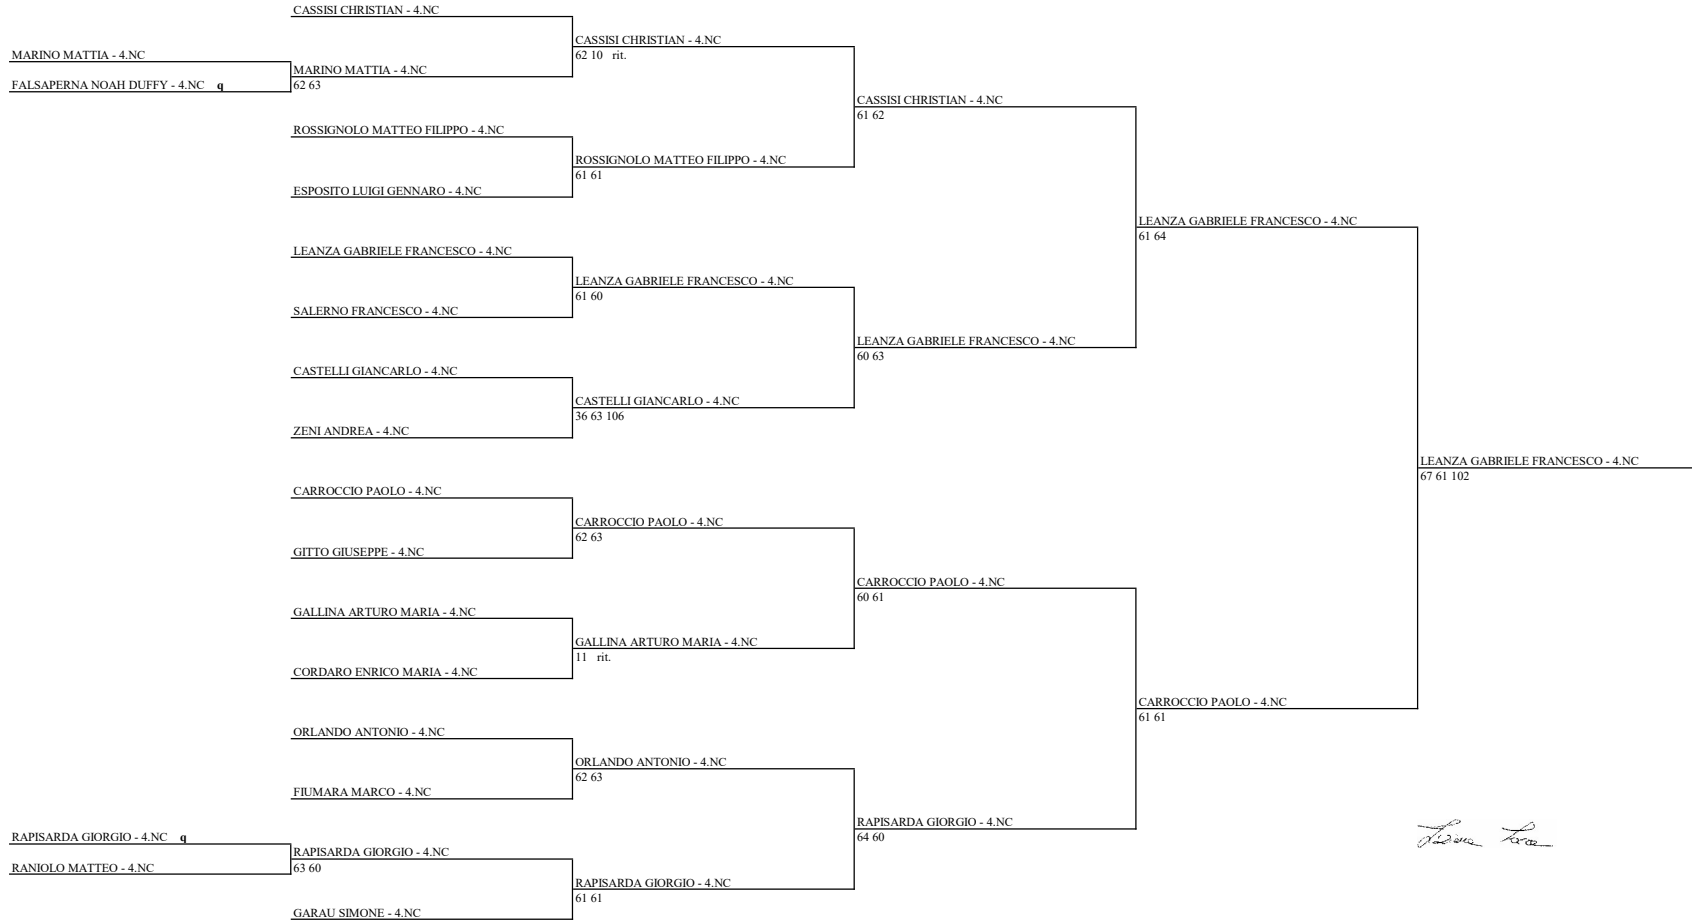 CASSISI CHRISTIAN - 4.NC
CASSISI CHRISTIAN - 4.NC
62 10 rit.
MARINO MATTIA - 4.NC
MARINO MATTIA - 4.NC
62 63
FALSAPERNA NOAH DUFFY - 4.NC q
CASSISI CHRISTIAN - 4.NC
61 62
ROSSIGNOLO MATTEO FILIPPO - 4.NC
ROSSIGNOLO MATTEO FILIPPO - 4.NC
61 61
ESPOSITO LUIGI GENNARO - 4.NC
LEANZA GABRIELE FRANCESCO - 4.NC
61 64
LEANZA GABRIELE FRANCESCO - 4.NC
LEANZA GABRIELE FRANCESCO - 4.NC
61 60
SALERNO FRANCESCO - 4.NC
LEANZA GABRIELE FRANCESCO - 4.NC
60 63
CASTELLI GIANCARLO - 4.NC
CASTELLI GIANCARLO - 4.NC
36 63 106
ZENI ANDREA - 4.NC
LEANZA GABRIELE FRANCESCO - 4.NC
67 61 102
CARROCCIO PAOLO - 4.NC
CARROCCIO PAOLO - 4.NC
62 63
GITTO GIUSEPPE - 4.NC
CARROCCIO PAOLO - 4.NC
60 61
GALLINA ARTURO MARIA - 4.NC
GALLINA ARTURO MARIA - 4.NC
11 rit.
CORDARO ENRICO MARIA - 4.NC
CARROCCIO PAOLO - 4.NC
61 61
ORLANDO ANTONIO - 4.NC
ORLANDO ANTONIO - 4.NC
62 63
FIUMARA MARCO - 4.NC
RAPISARDA GIORGIO - 4.NC
64 60
RAPISARDA GIORGIO - 4.NC q
RAPISARDA GIORGIO - 4.NC
63 60
RANIOLO MATTEO - 4.NC
RAPISARDA GIORGIO - 4.NC
61 61
GARAU SIMONE - 4.NC